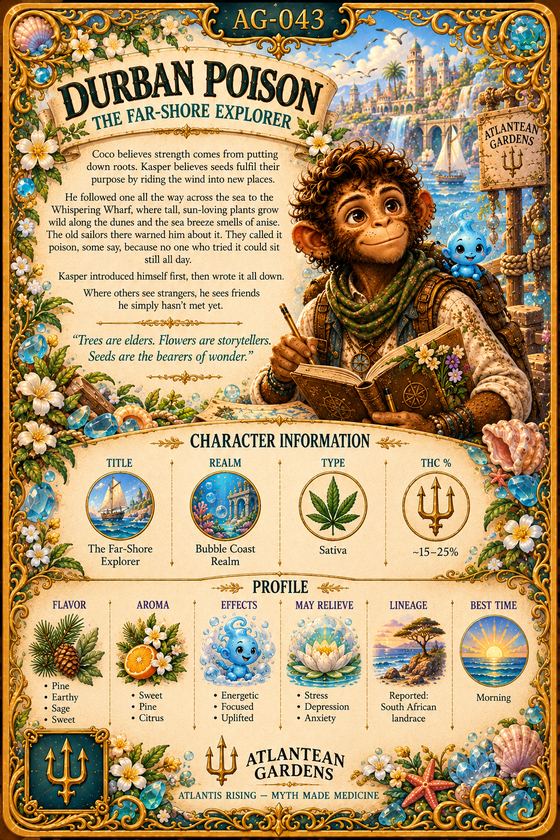 AG-043
DURBAN POISON
THE FAR-SHORE EXPLORER
Coco believes strength comes from putting
down roots. Kasper believes seeds fulfil their
purpose by riding the wind into new places.
He followed one all the way across the sea to the
Whispering Wharf, where tall, sun-loving plants grow
wild along the dunes and the sea breeze smells of anise.
The old sailors there warned him about it. They called it
poison, some say, because no one who tried it could sit
still all day.
Kasper introduced himself first, then wrote it all down.
Where others see strangers, he sees friends
he simply hasn't met yet.
“Trees are elders. Flowers are storytellers.
Seeds are the bearers of wonder.”
ATLANTEAN
GARDENS
CHARACTER INFORMATION
TITLE
The Far-Shore
Explorer
REALM
Bubble Coast
Realm
TYPE
Sativa
THC %
~15–25%
PROFILE
FLAVOR
• Pine
• Earthy
• Sage
• Sweet
AROMA
• Sweet
• Pine
• Citrus
EFFECTS
• Energetic
• Focused
• Uplifted
MAY RELIEVE
• Stress
• Depression
• Anxiety
LINEAGE
Reported:
South African
landrace
BEST TIME
Morning
ATLANTEAN
GARDENS
ATLANTIS RISING — MYTH MADE MEDICINE